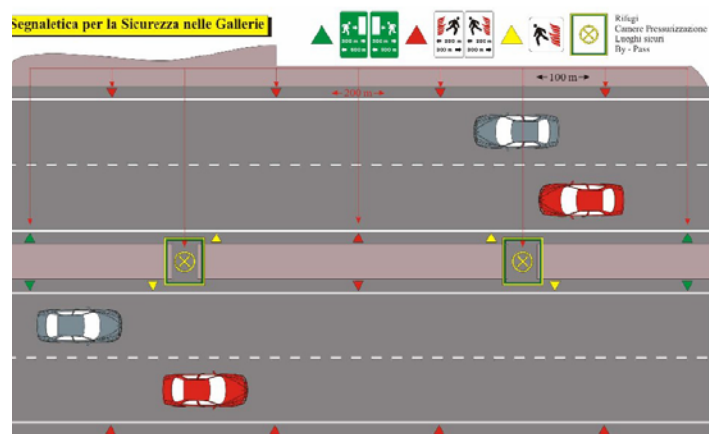 Segnaletica per la Sicurezza nelle Gallerie
Rifugi
Camere Pressurizzazione
Luoghi sicuri
By - Pass
200 m
100 m